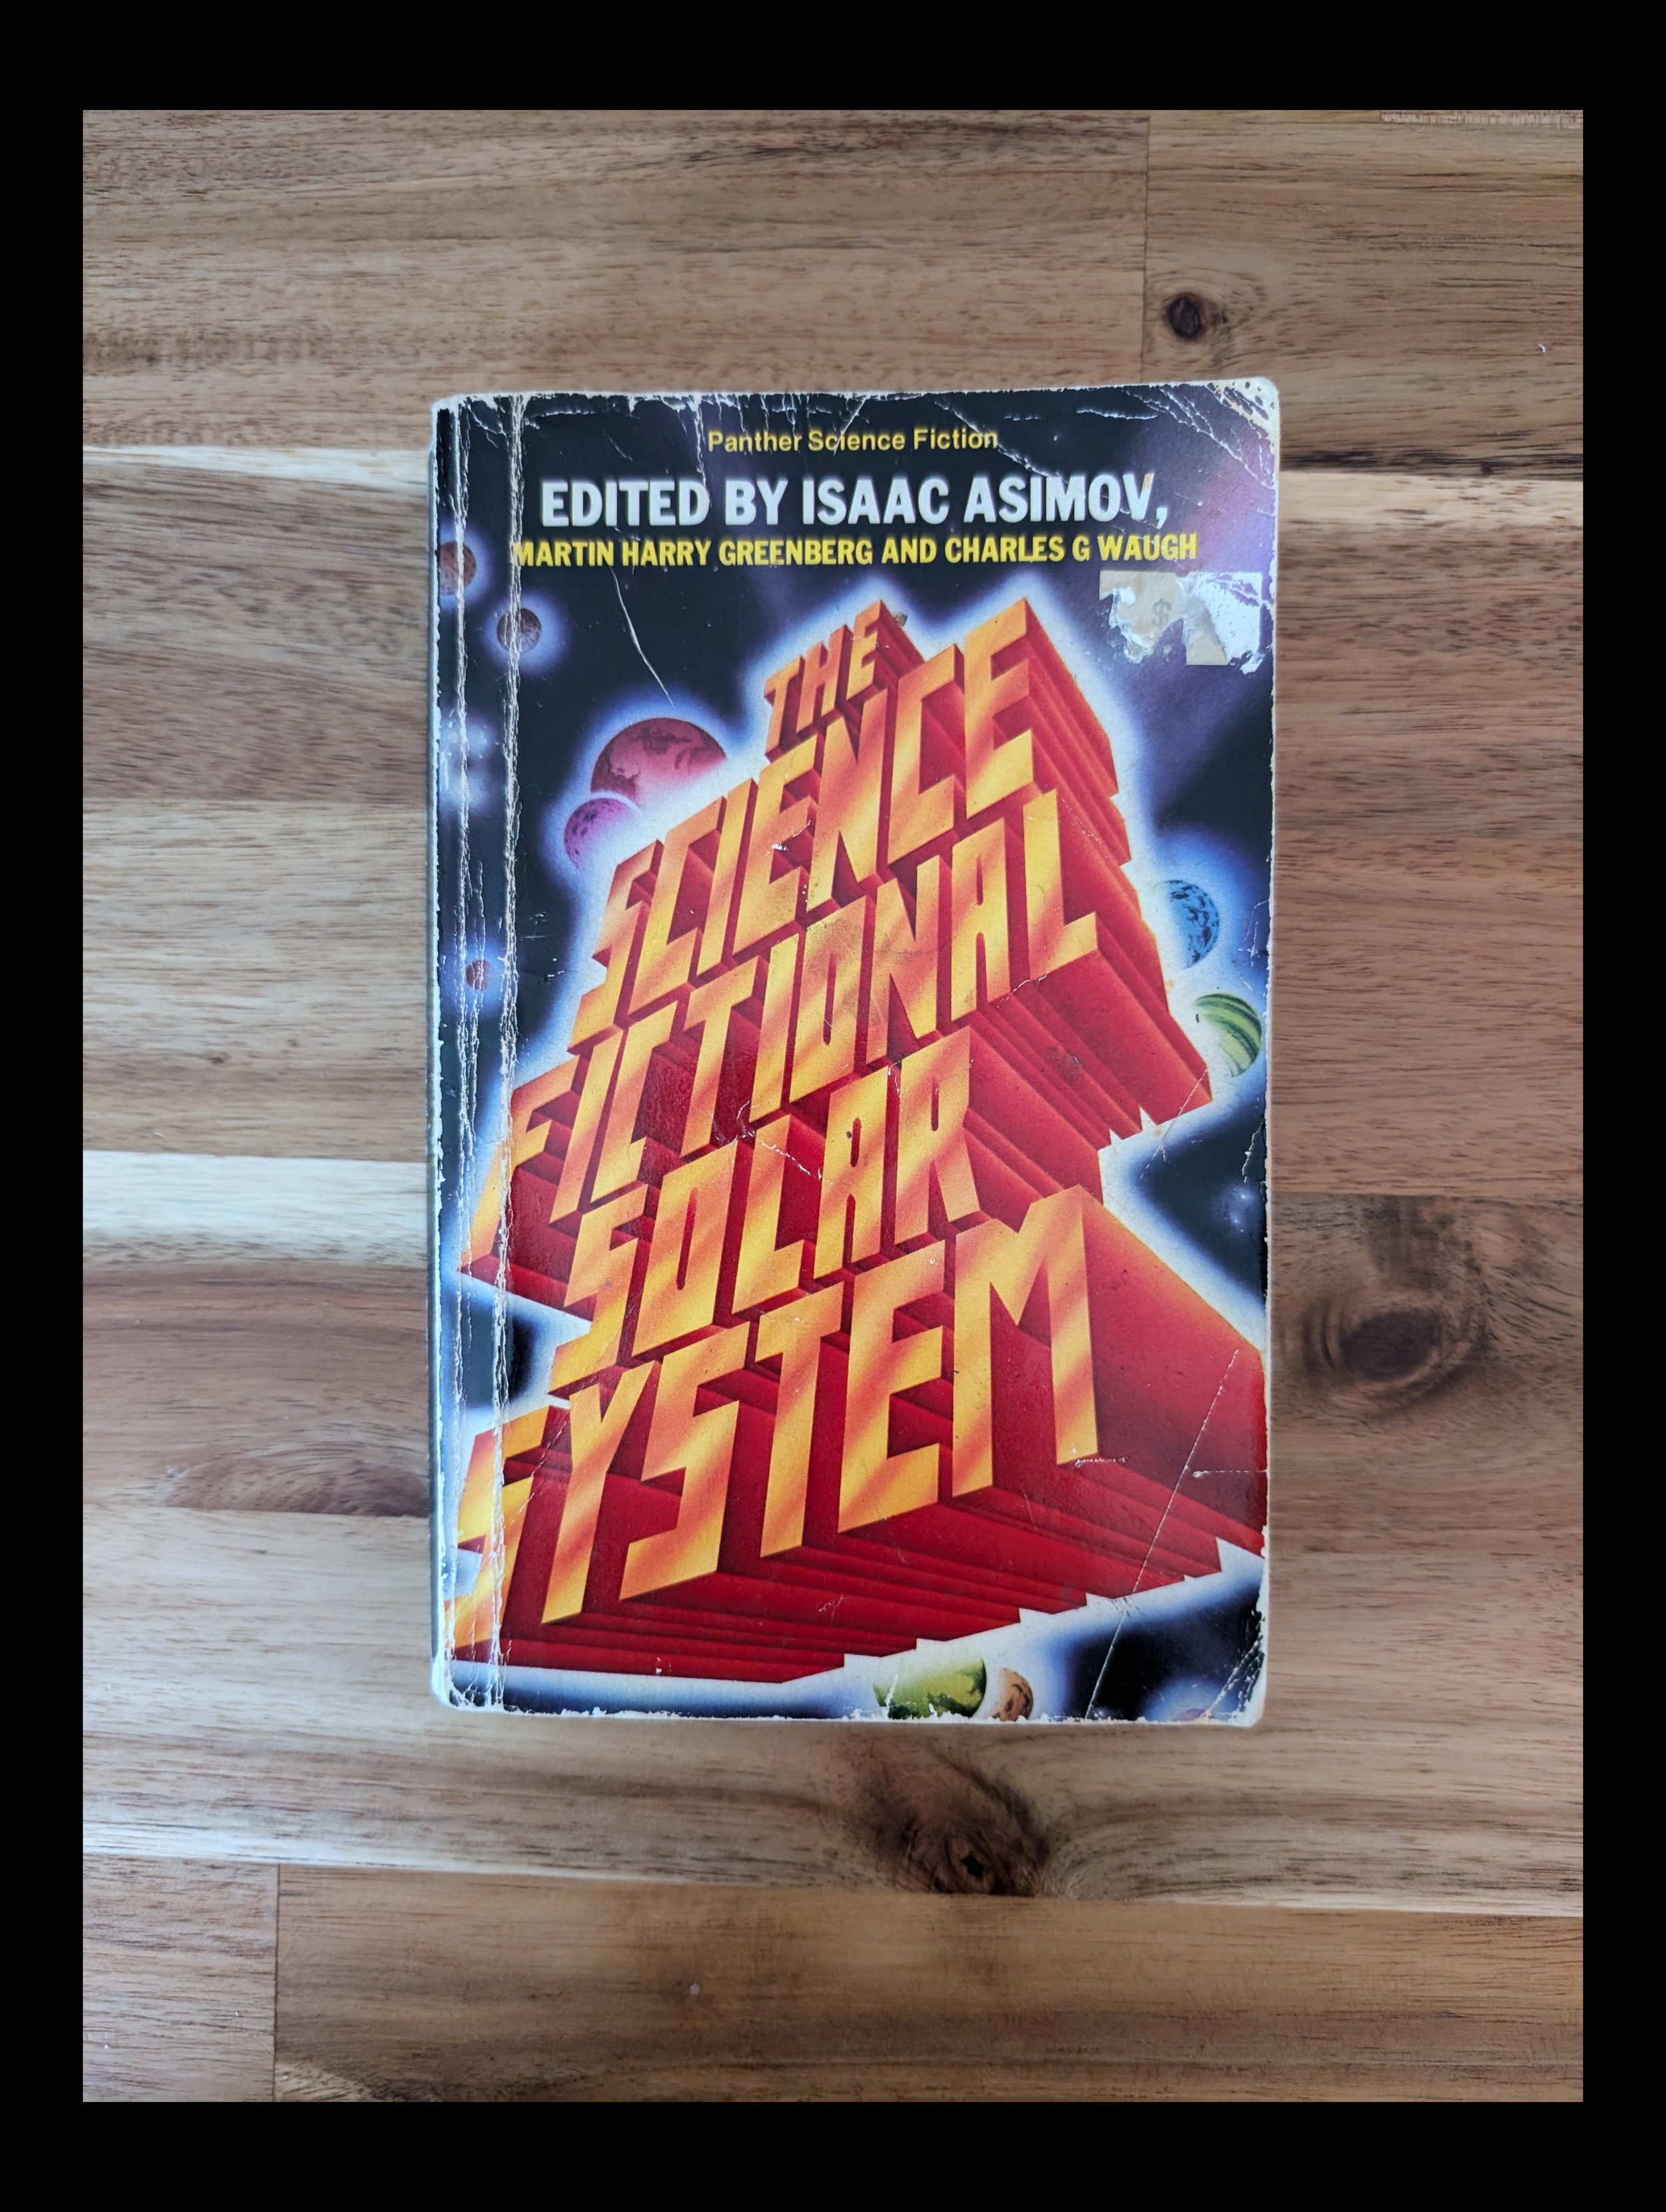 Panther Science Fiction
EDITED BY ISAAC ASIMOV,
MARTIN HARRY GREENBERG AND CHARLES G WAUGH
THE
SCIENCE
FICTIONAL
SOLAR
SYSTEM